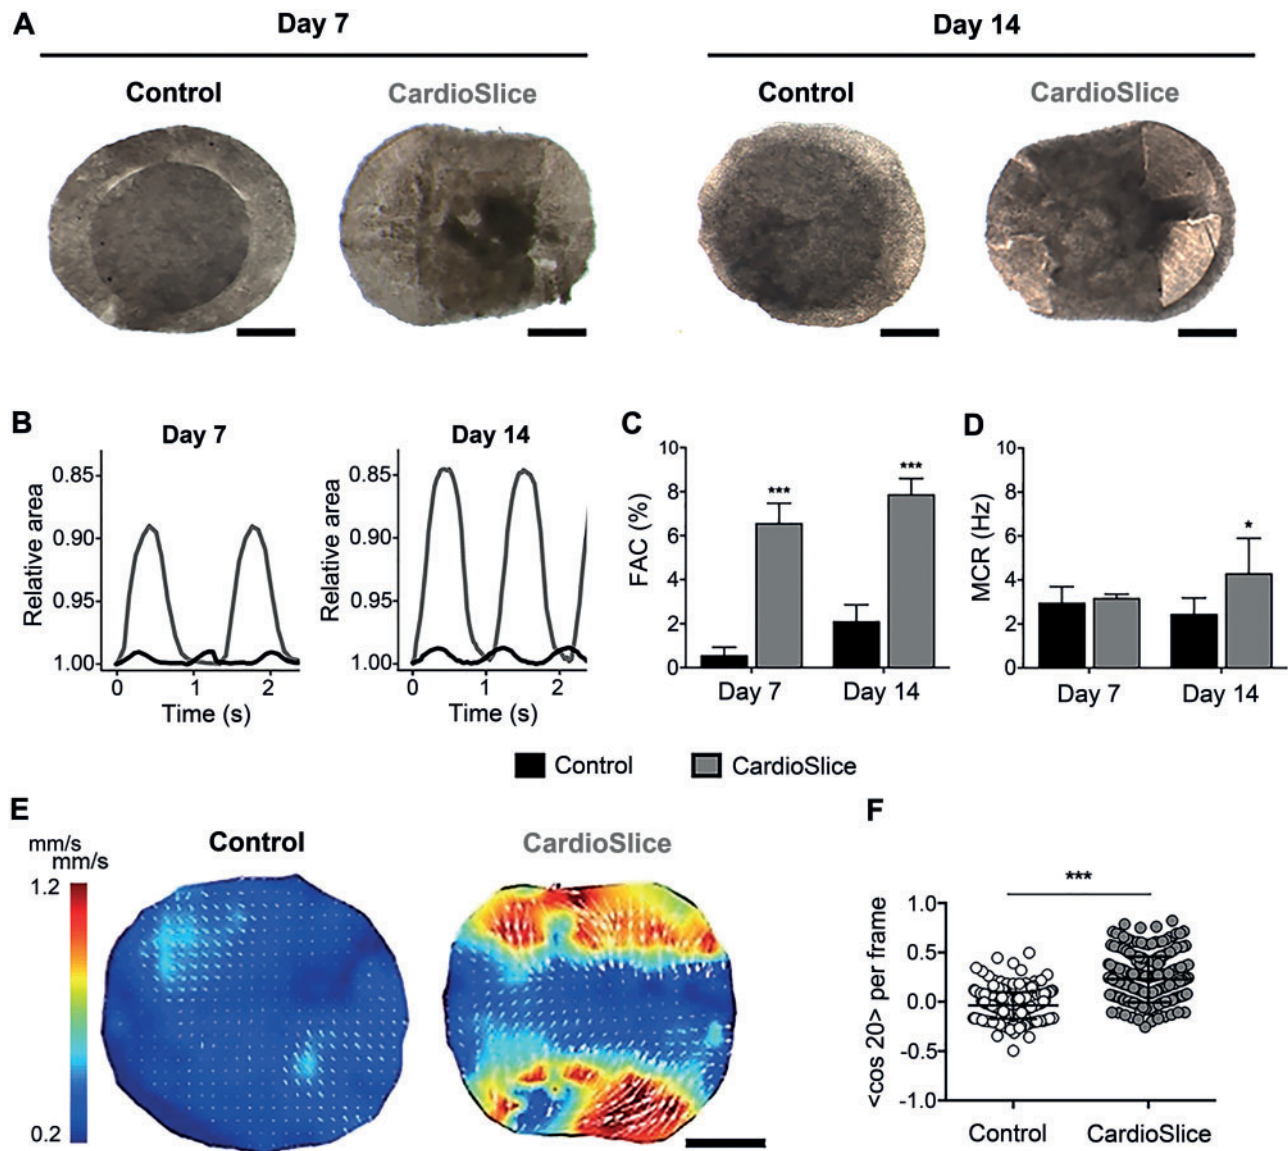 A
Day 7
Day 14
Control
CardioSlice
Control
CardioSlice
B
Day 7
Day 14
Relative area
0.85
0.90
0.95
1.00
0
1
2
Time (s)
Relative area
0.85
0.90
0.95
1.00
0
1
2
Time (s)
C
FAC (%)
10
8
6
4
2
0
***
***
Day 7
Day 14
D
MCR (Hz)
10
8
6
4
2
0
*
Day 7
Day 14
Control
CardioSlice
E
mm/s
mm/s
1.2
0.2
Control
CardioSlice
F
***
<cos 20> per frame
1.0
0.5
0.0
-0.5
-1.0
Control
CardioSlice